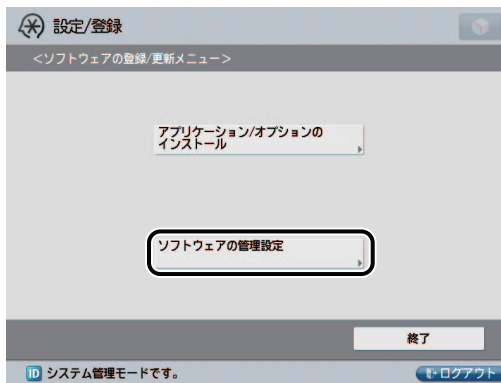 設定/登録
<ソフトウェアの登録/更新メニュー>
アプリケーション/オプションの
インストール
ソフトウェアの管理設定
終了
ID システム管理モードです。
ログアウト